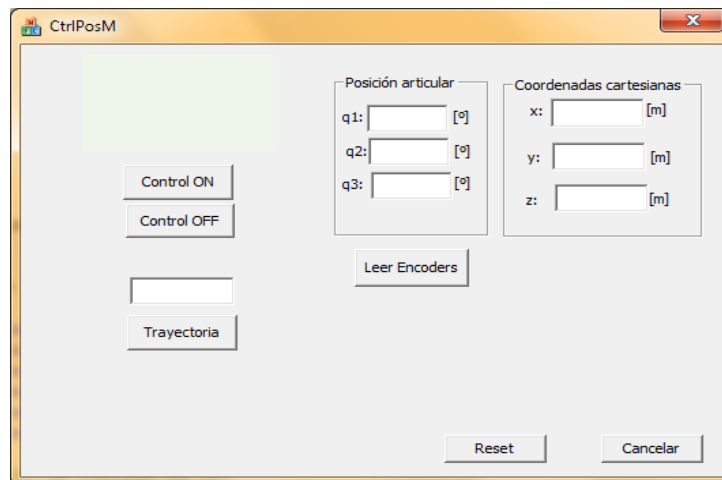 CtrlPosM
Posición articular
q1: [º]
q2: [º]
q3: [º]
Coordenadas cartesianas
x: [m]
y: [m]
z: [m]
Control ON
Control OFF
Leer Encoders
Trayectoria
Reset
Cancelar